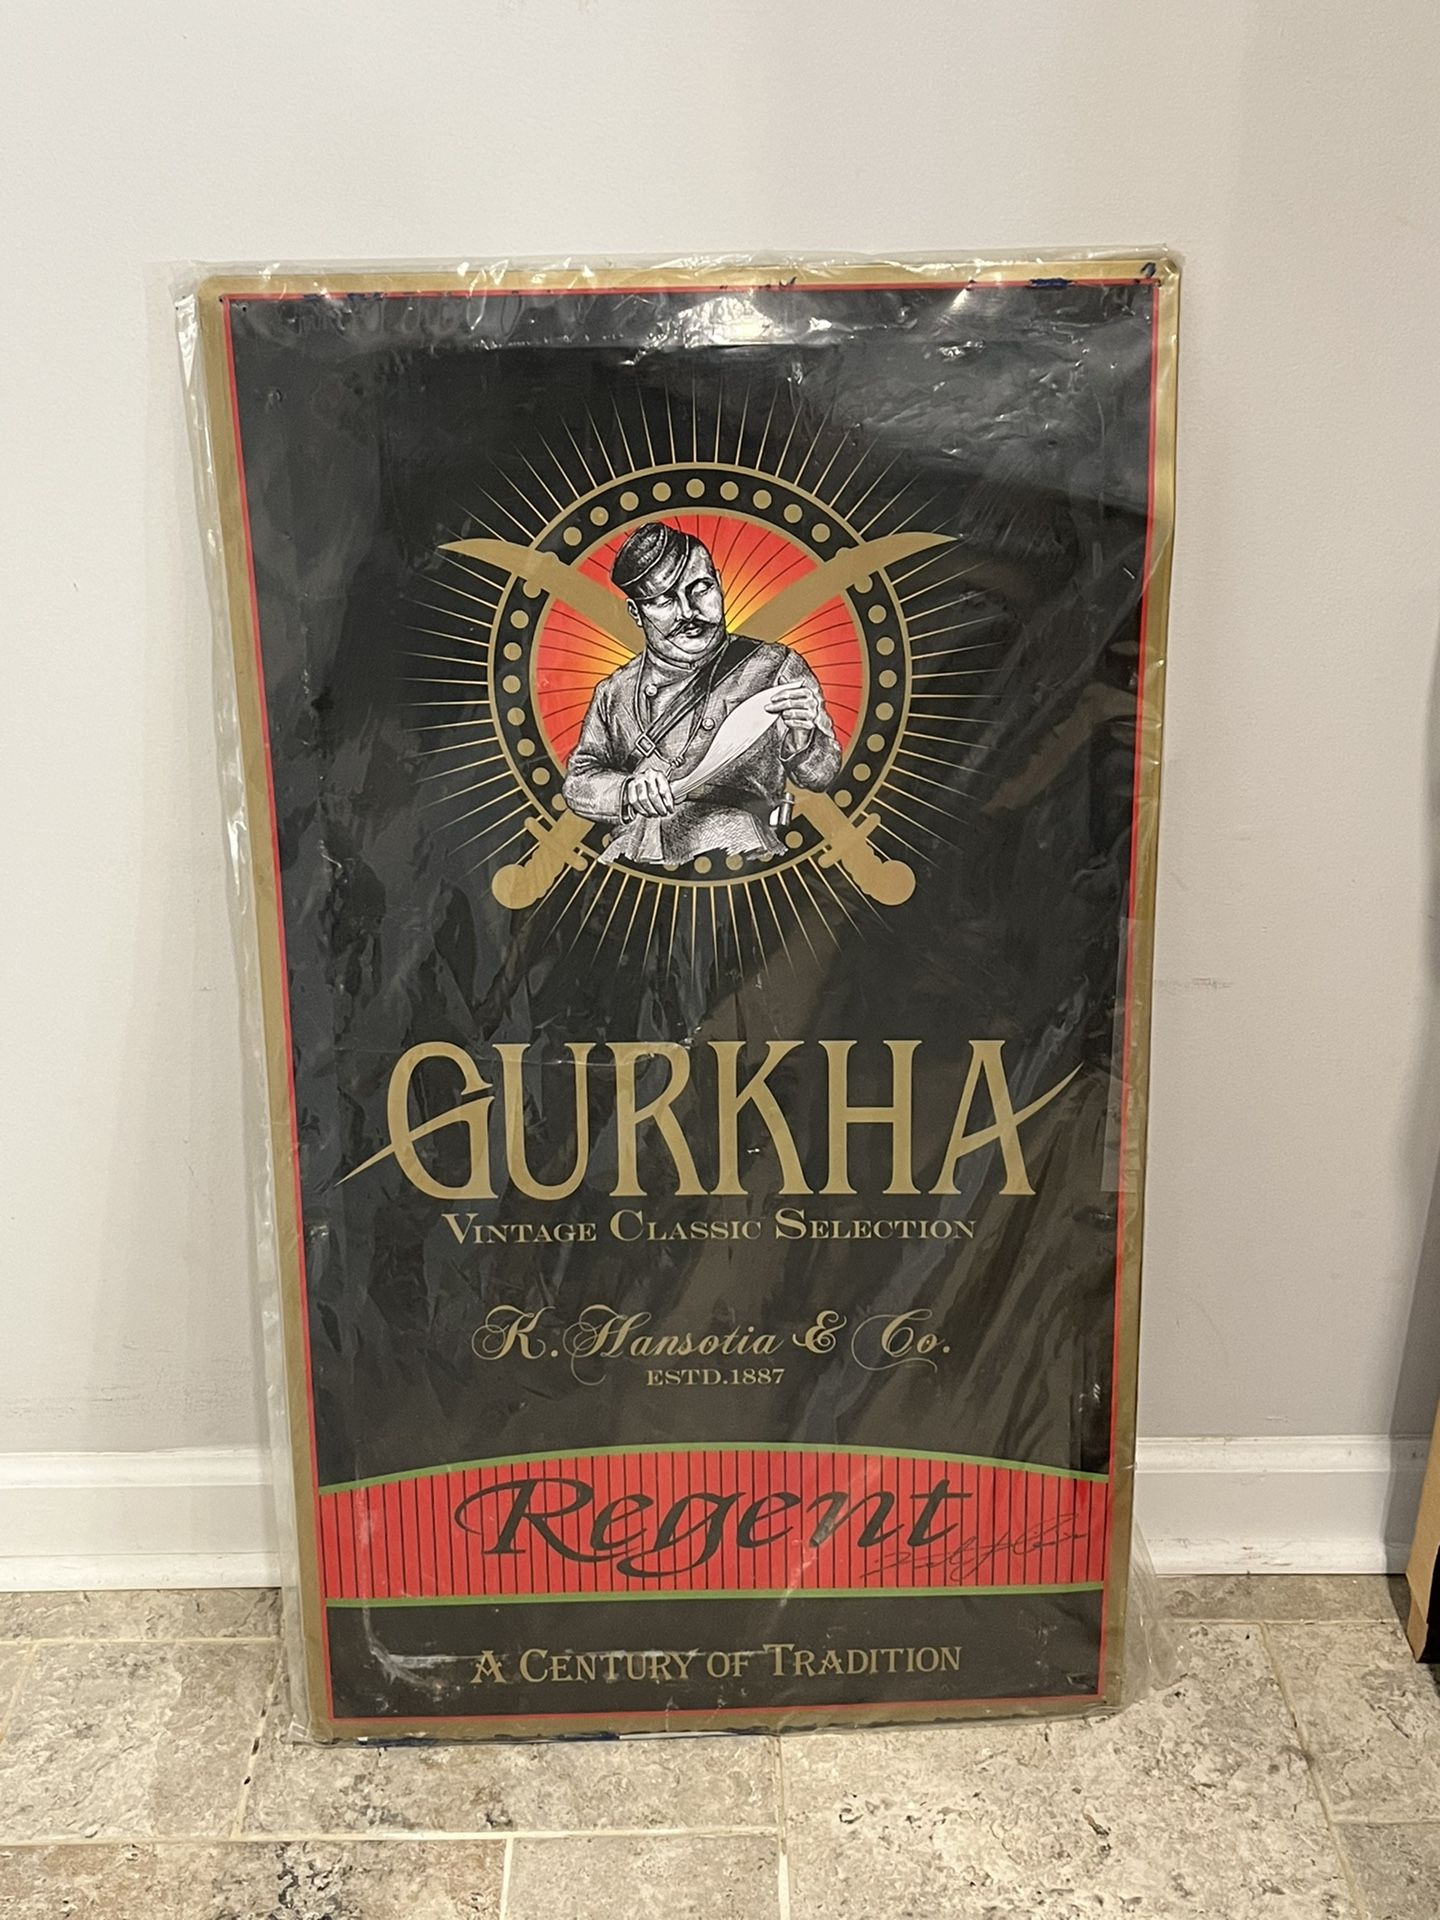 GURKHA
VINTAGE CLASSIC SELECTION
K. Hansotia & Co.
ESTD.1887
Regent
A CENTURY OF TRADITION